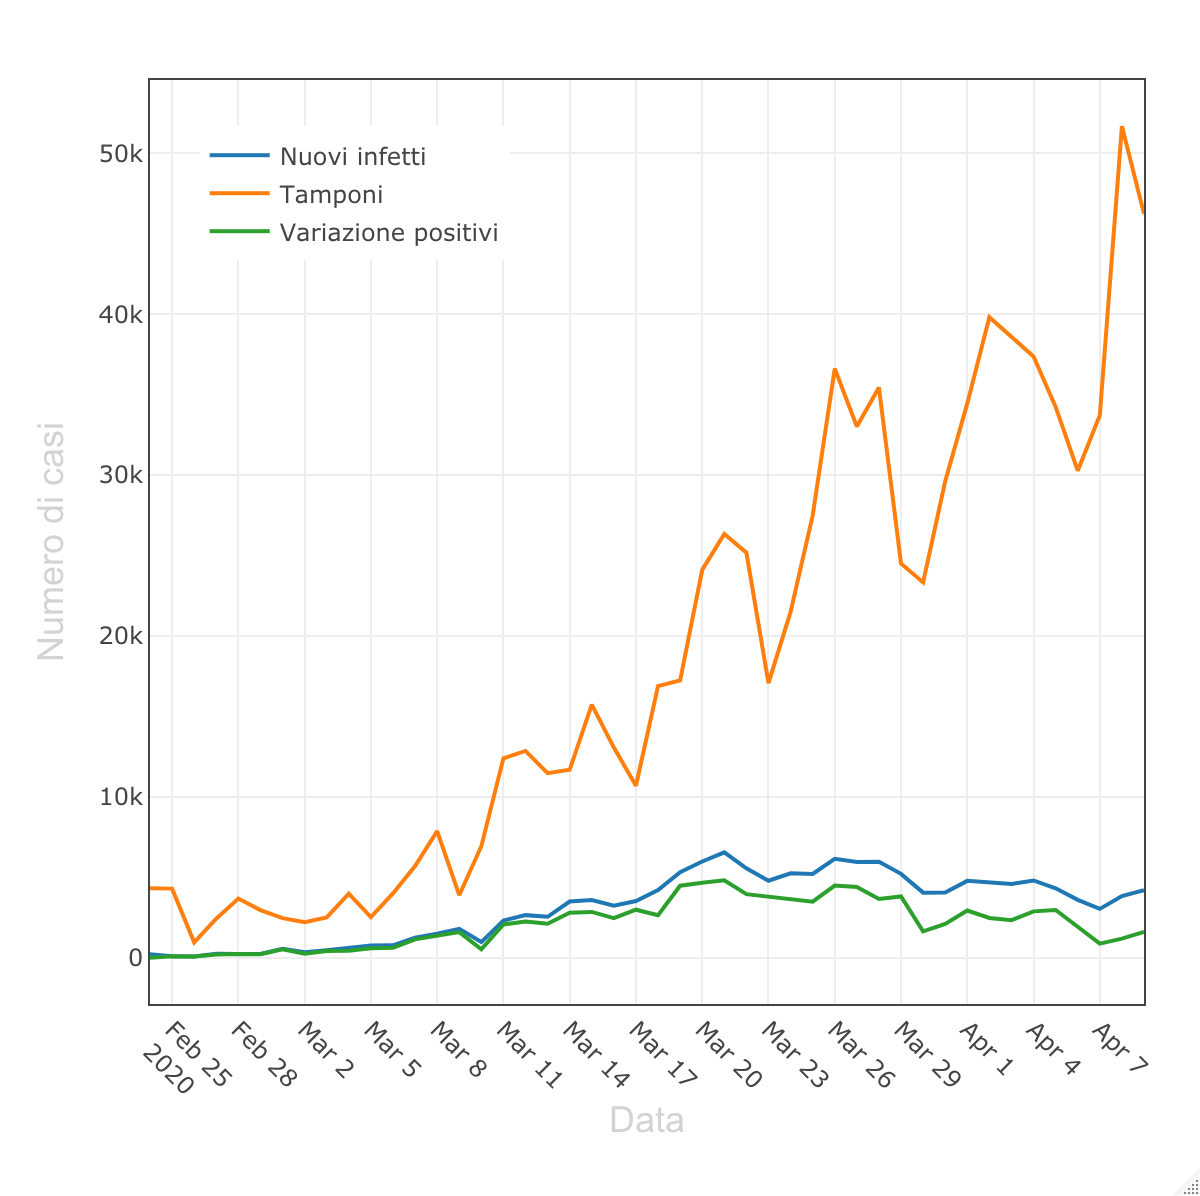 Nuovi infetti
Tamponi
Variazione positivi
50k
40k
30k
20k
10k
0
Numero di casi
Feb 25
2020
Feb 28
Mar 2
Mar 5
Mar 8
Mar 11
Mar 14
Mar 17
Mar 20
Mar 23
Mar 26
Mar 29
Apr 1
Apr 4
Apr 7
Data